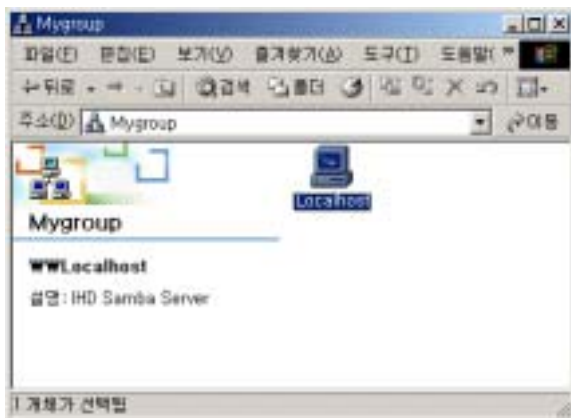 Mygroup
파일(E) 편집(E) 보기(V) 즐겨찾기(A) 도구(T) 도움말( »
뒤로 검색 폴더
주소(D) Mygroup 이동
Localhost
Mygroup
₩₩Localhost
설명: IHD Samba Server
1 개체가 선택됨